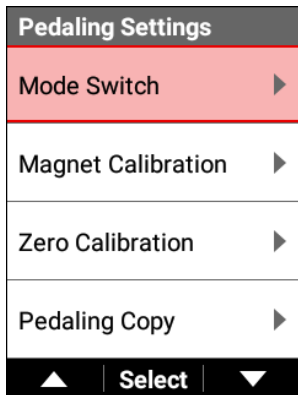 Pedaling Settings
Mode Switch
Magnet Calibration
Zero Calibration
Pedaling Copy
Select